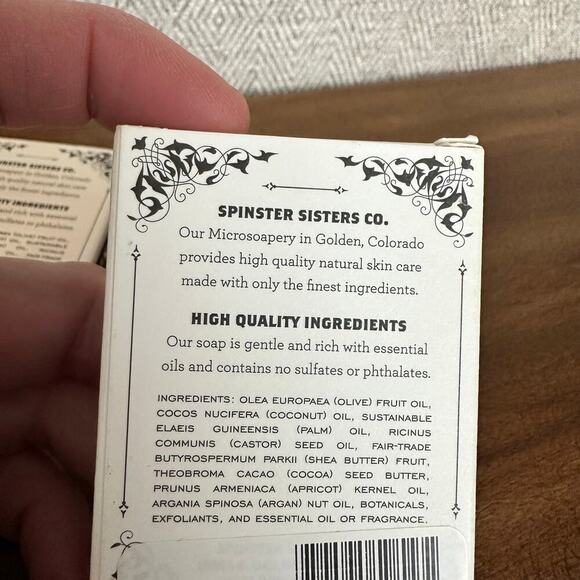 SPINSTER SISTERS CO.
Our Microsoapery in Golden, Colorado
provides high quality natural skin care
made with only the finest ingredients.
HIGH QUALITY INGREDIENTS
Our soap is gentle and rich with essential
oils and contains no sulfates or phthalates.
INGREDIENTS: OLEA EUROPAEA (OLIVE) FRUIT OIL,
COCOS NUCIFERA (COCONUT) OIL, SUSTAINABLE
ELAEIS GUINEENSIS (PALM) OIL, RICINUS
COMMUNIS (CASTOR) SEED OIL, FAIR-TRADE
BUTYROSPERMUM PARKII (SHEA BUTTER) FRUIT,
THEOBROMA CACAO (COCOA) SEED BUTTER,
PRUNUS ARMENIACA (APRICOT) KERNEL OIL,
ARGANIA SPINOSA (ARGAN) NUT OIL, BOTANICALS,
EXFOLIANTS, AND ESSENTIAL OIL OR FRAGRANCE.
SPINSTER SISTERS CO.
INGREDIENTS